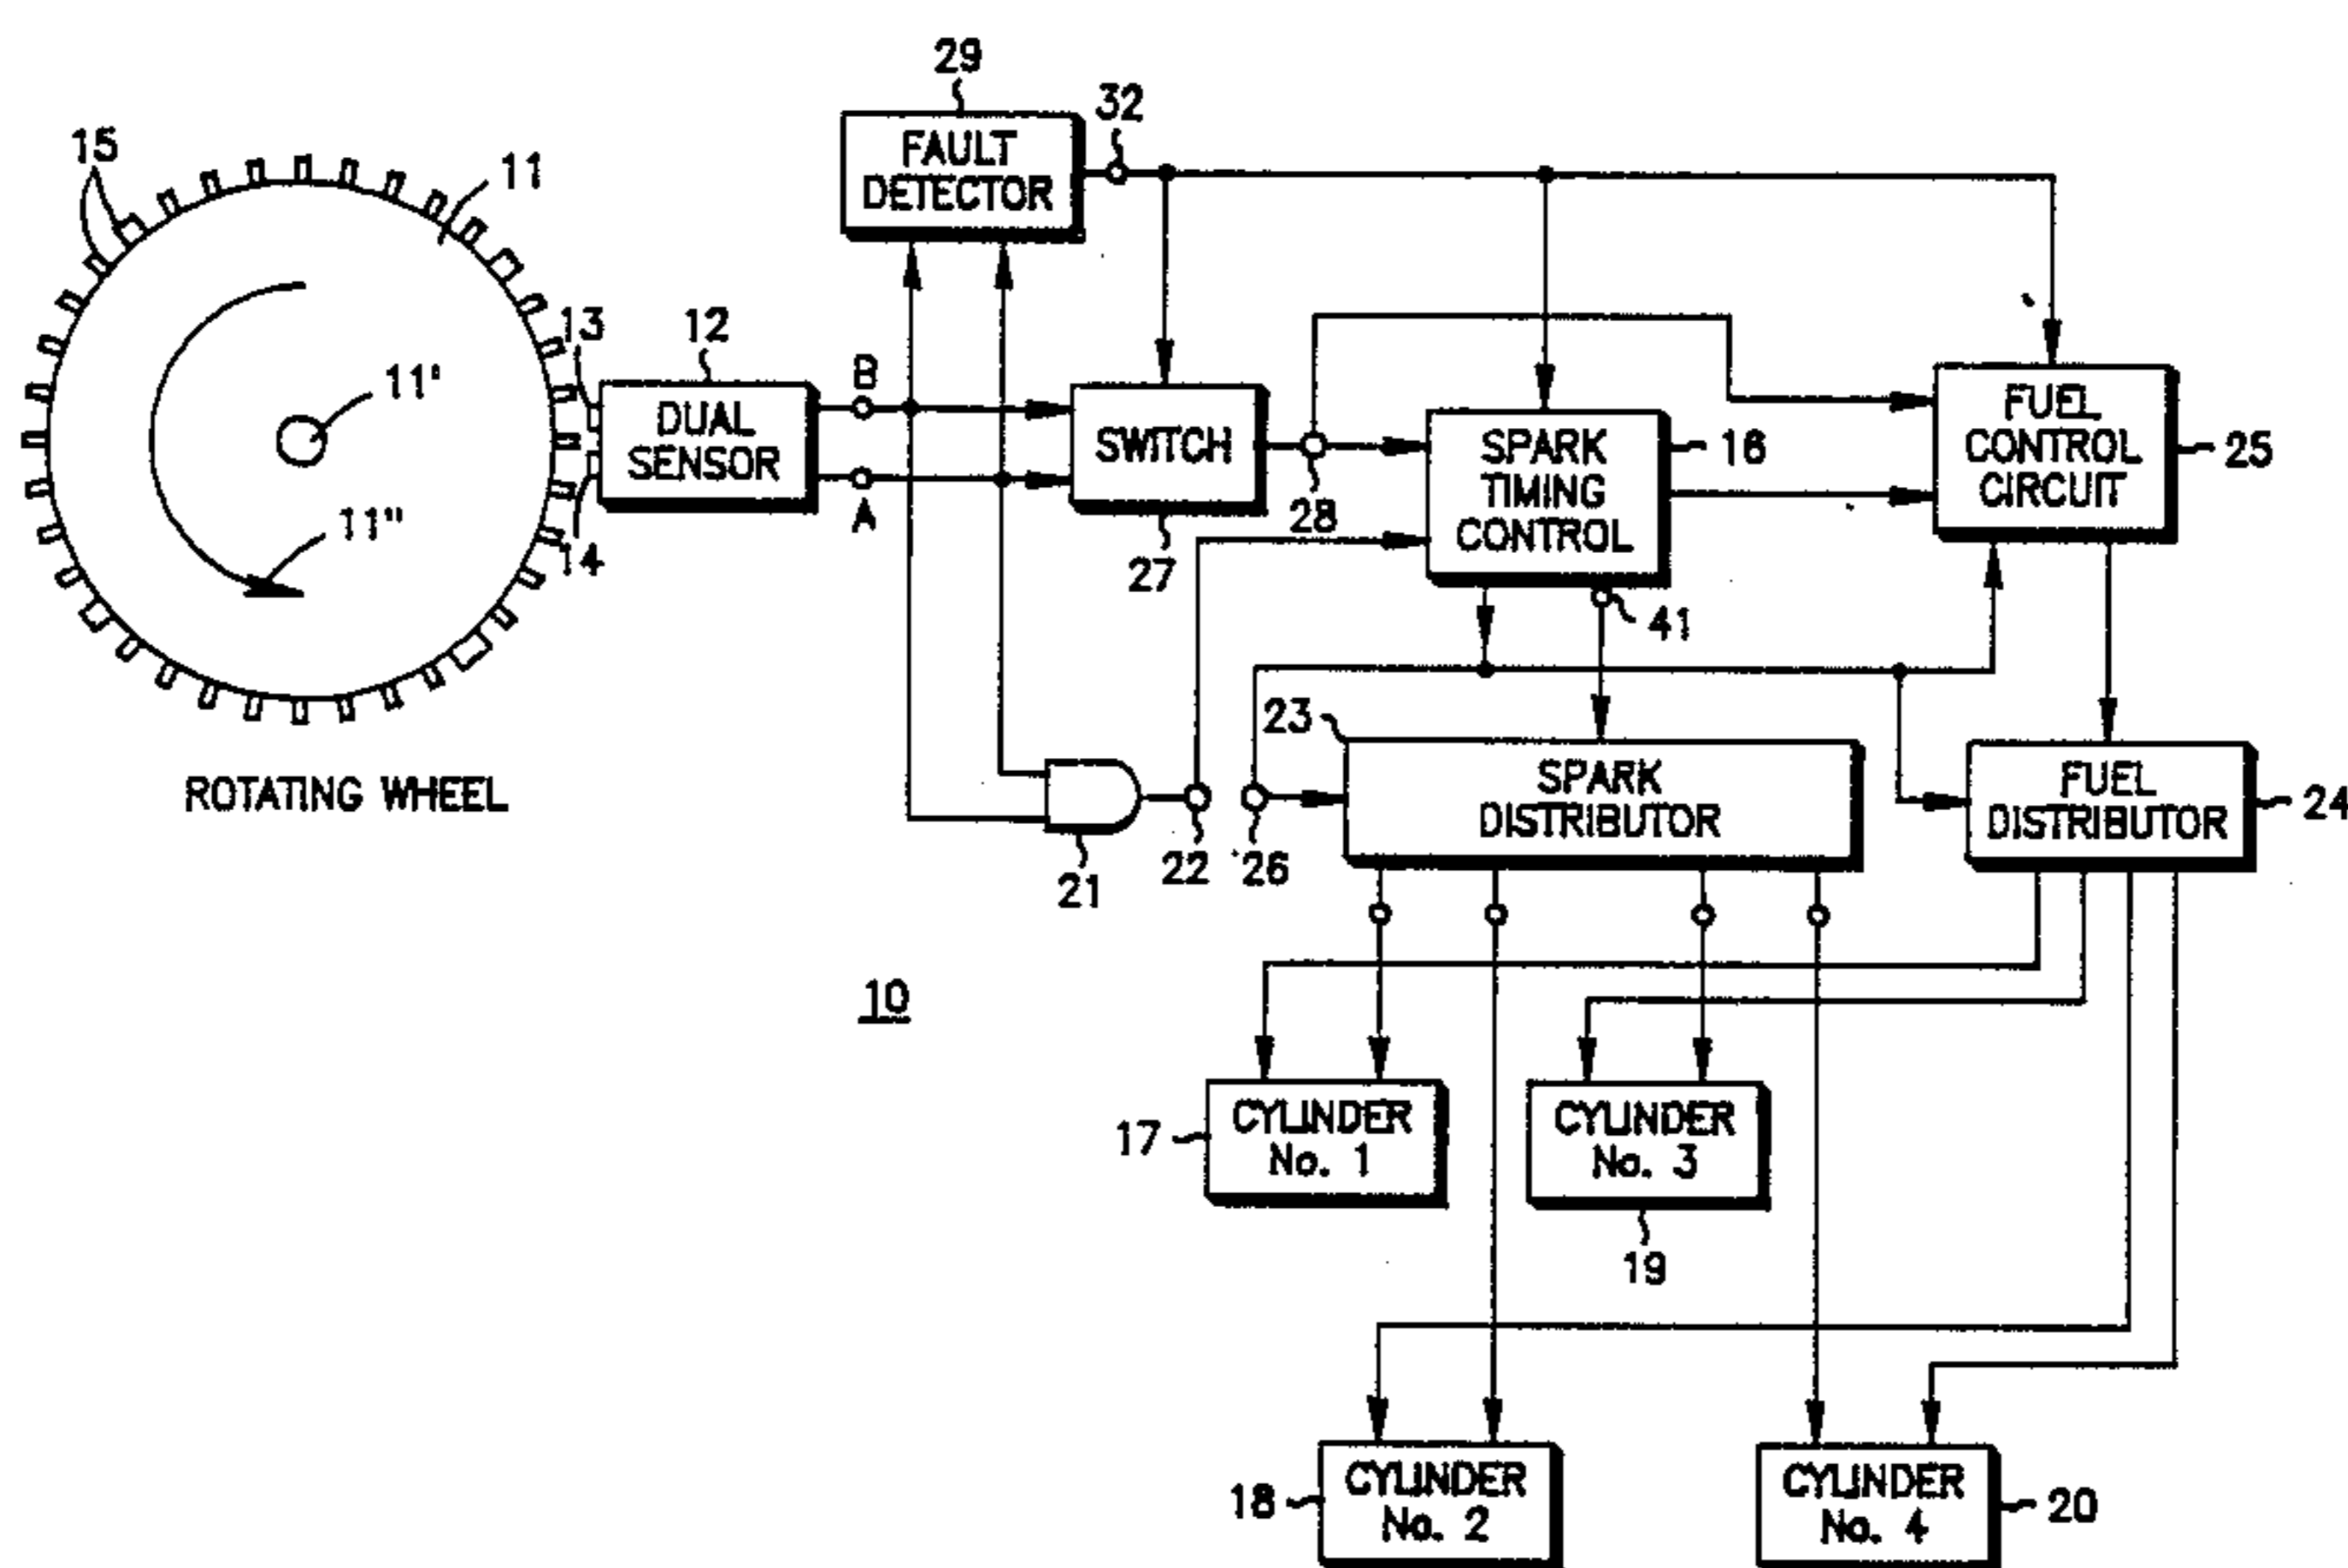 29
32
FAULT
DETECTOR
15
11
13
12
11'
B
DUAL
SENSOR
SWITCH
A
11"
14
27
28
SPARK
TIMING
CONTROL
16
FUEL
CONTROL
CIRCUIT
25
41
23
SPARK
DISTRIBUTOR
FUEL
DISTRIBUTOR
24
ROTATING WHEEL
21
22
26
10
17
CYLINDER
No. 1
CYLINDER
No. 3
19
18
CYLINDER
No. 2
CYLINDER
No. 4
20